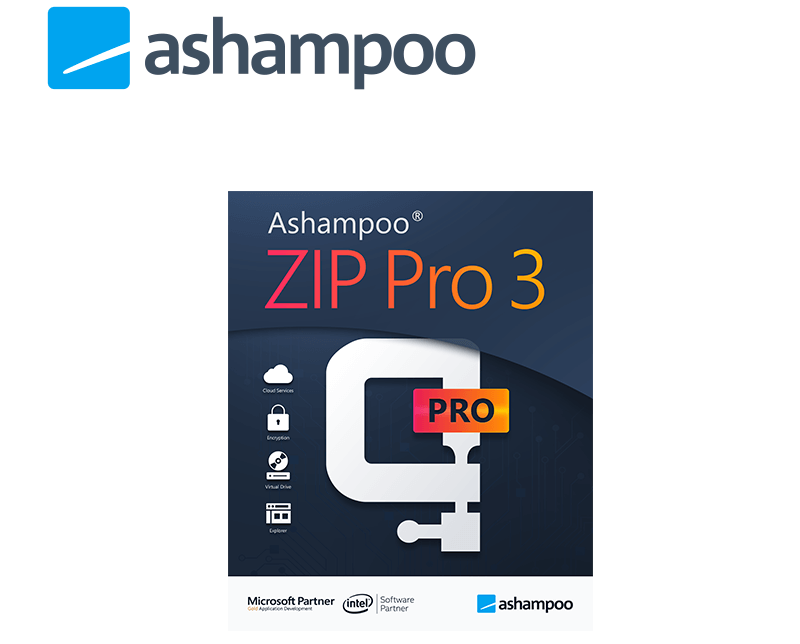 ashampoo
Ashampoo®
ZIP Pro 3
PRO
Cloud Services
Encryption
Virtual Drive
Explorer
Microsoft Partner
Gold Application Development
intel
Software
Partner
ashampoo